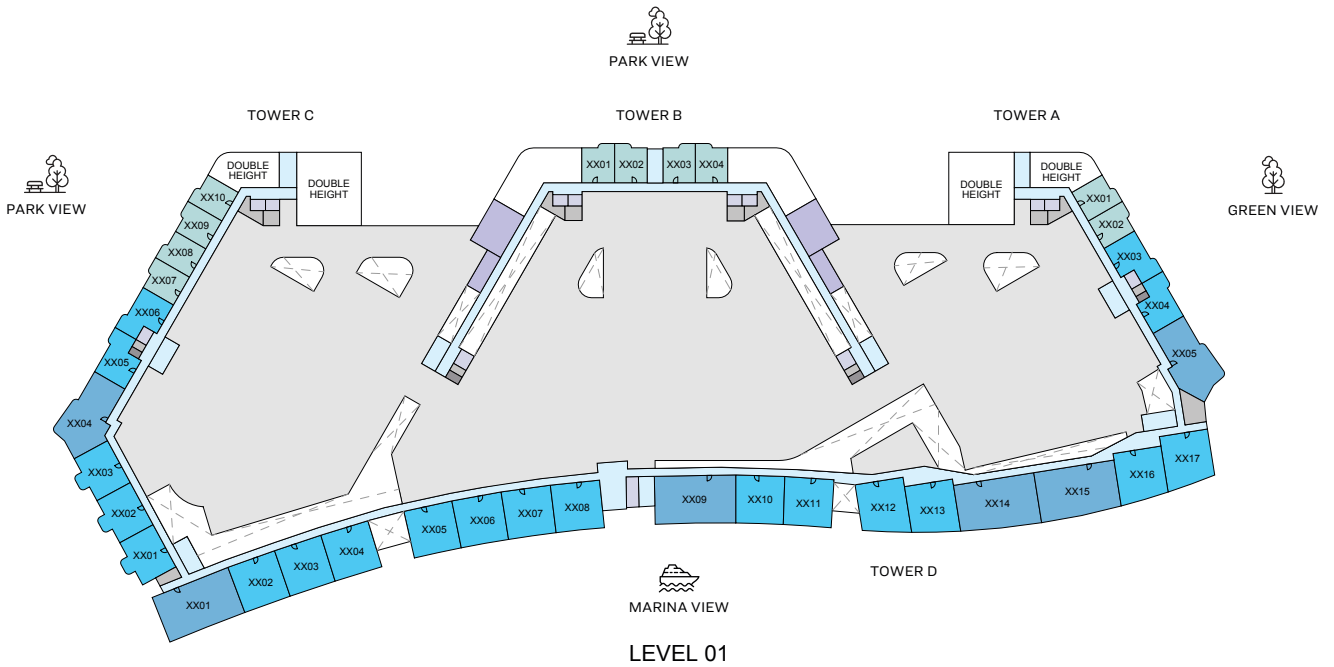 PARK VIEW
TOWER C
TOWER B
TOWER A
PARK VIEW
GREEN VIEW
DOUBLE
HEIGHT
DOUBLE
HEIGHT
XX10
XX09
XX08
XX07
XX06
XX05
XX04
XX03
XX02
XX01
XX01
XX02
XX03
XX04
DOUBLE
HEIGHT
DOUBLE
HEIGHT
XX01
XX02
XX03
XX04
XX05
XX01
XX02
XX03
XX04
XX05
XX06
XX07
XX08
XX09
XX10
XX11
XX12
XX13
XX14
XX15
XX16
XX17
TOWER D
MARINA VIEW
LEVEL 01